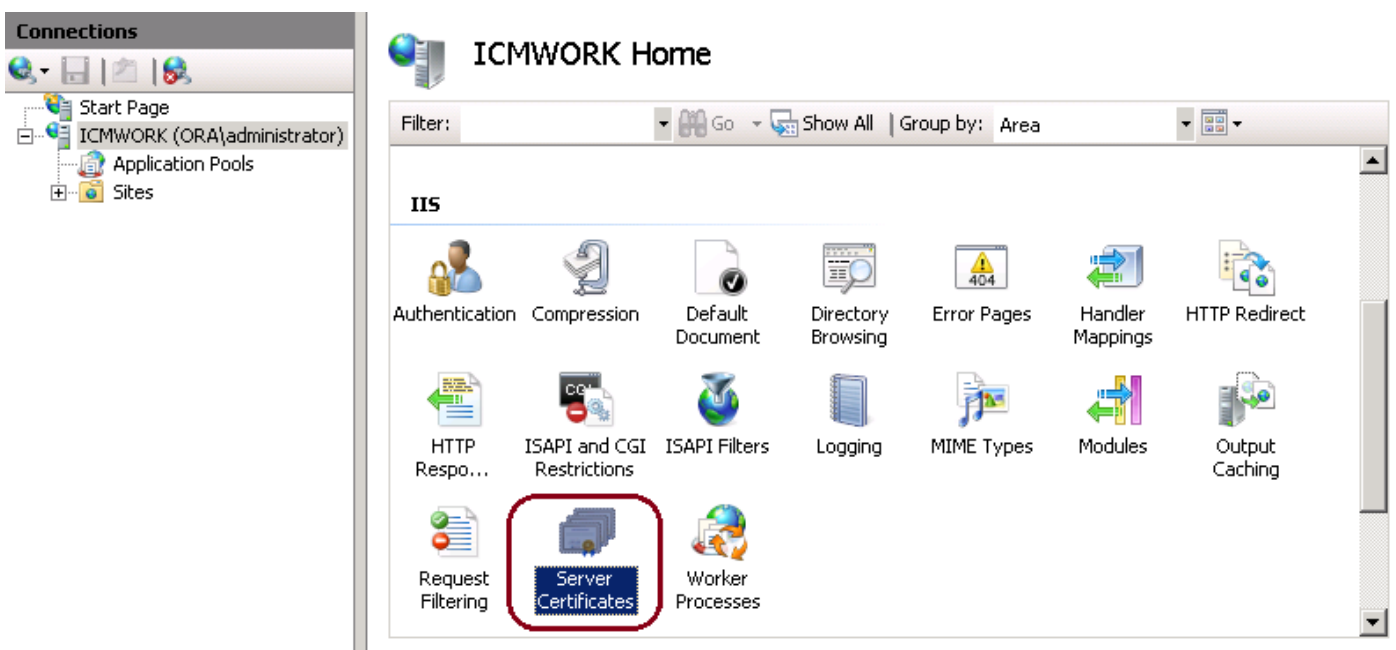 Connections
Start Page
ICMWORK (ORA\administrator)
Application Pools
Sites
ICMWORK Home
Filter: Go Show All Group by: Area
IIS
Authentication Compression Default Directory Error Pages Handler HTTP Redirect
Document Browsing Mappings
404
CGI
HTTP ISAPI and CGI ISAPI Filters Logging MIME Types Modules Output
Respo... Restrictions Caching
Request Server Worker
Filtering Certificates Processes